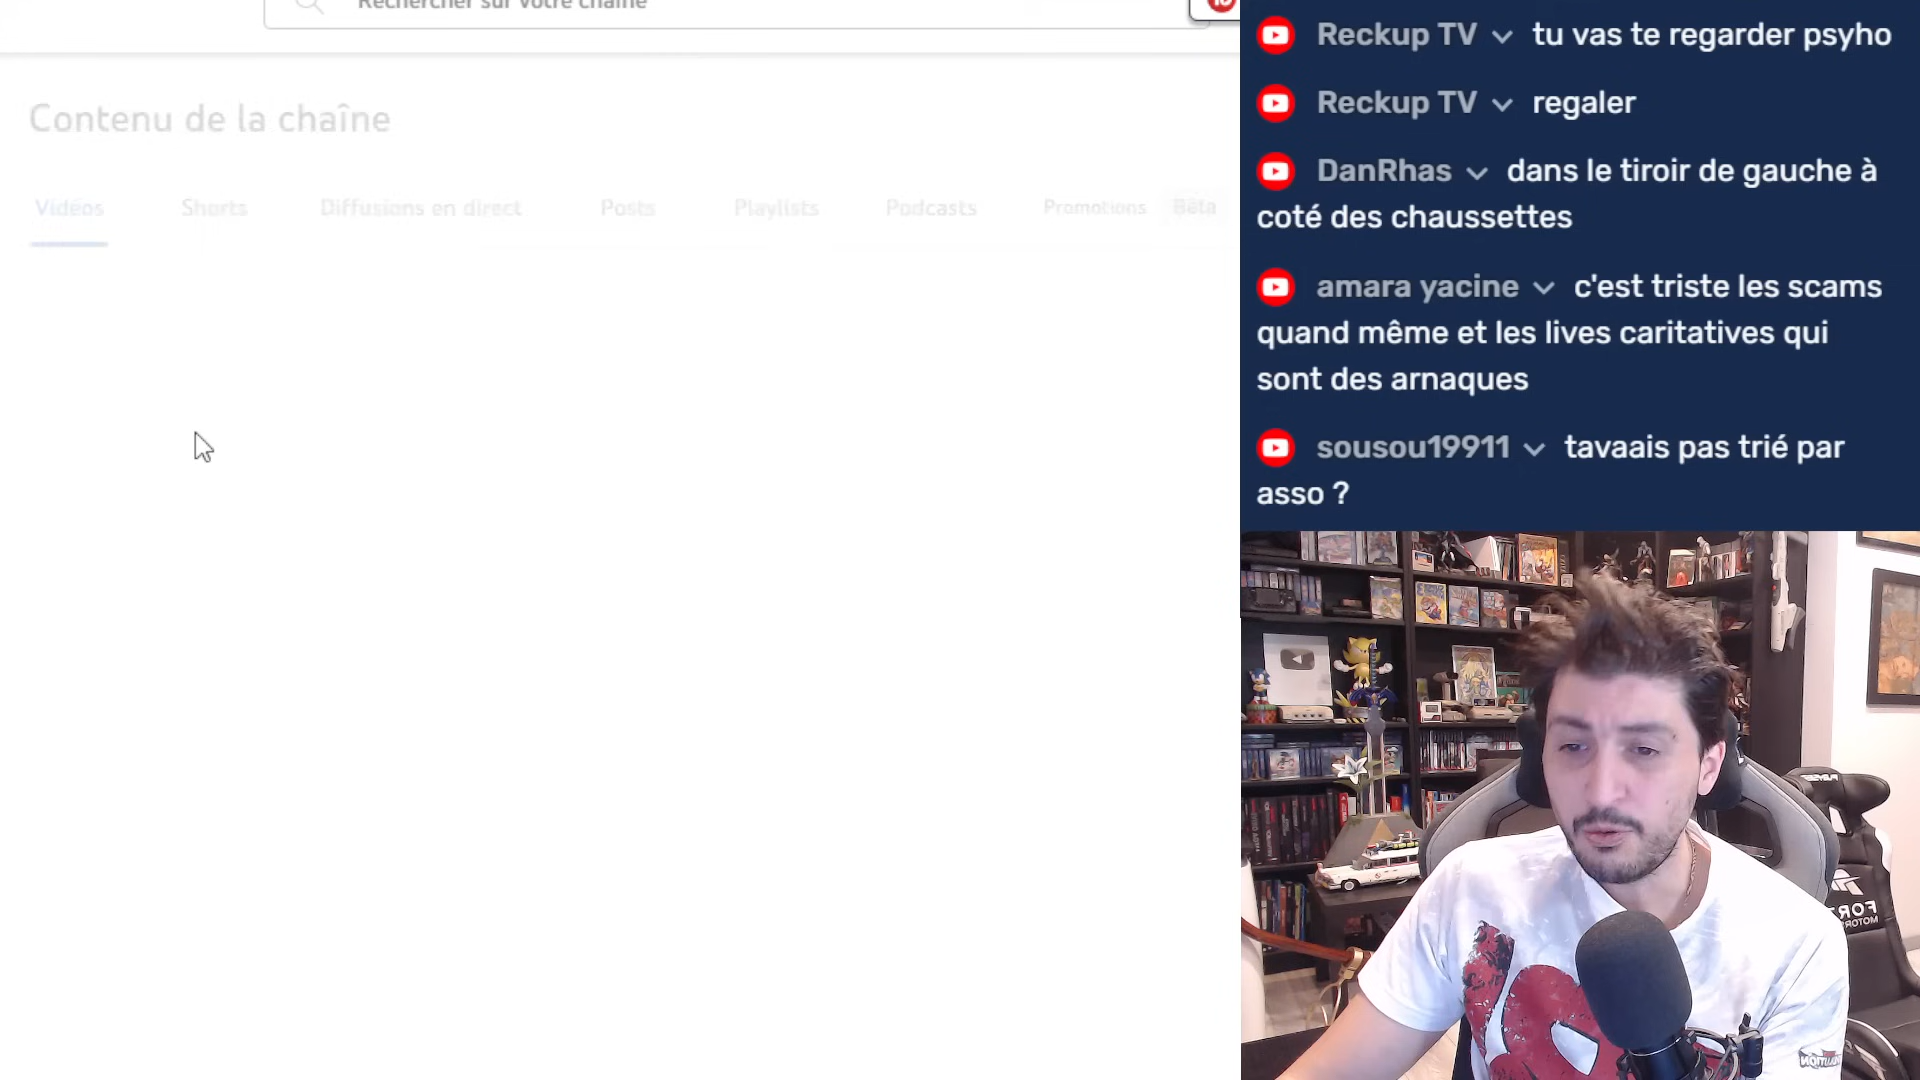 Rechercher sur votre chaîne
Contenu de la chaîne
Vidéos Shorts Diffusions en direct Posts Playlists Podcasts Promotions Bêta
Reckup TV tu vas te regarder psyho
Reckup TV regaler
DanRhas dans le tiroir de gauche à
coté des chaussettes
amara yacine c'est triste les scams
quand même et les lives caritatives qui
sont des arnaques
sousou19911 tavaais pas trié par
asso ?